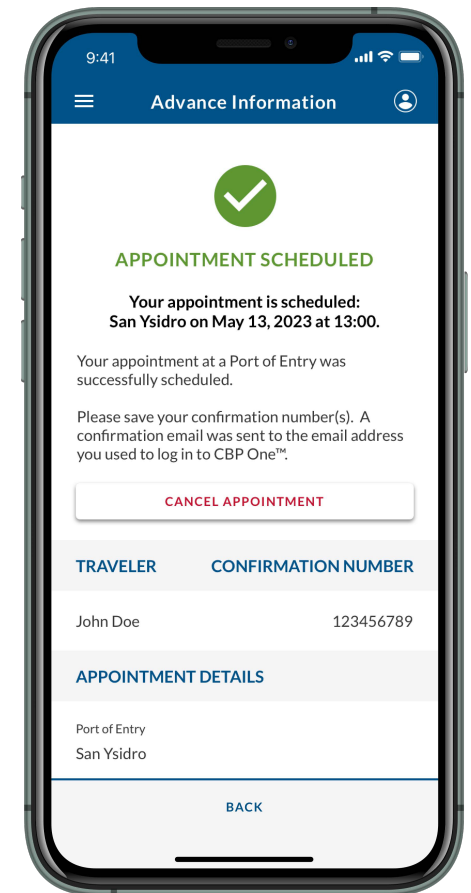 9:41
Advance Information
APPOINTMENT SCHEDULED
Your appointment is scheduled:
San Ysidro on May 13, 2023 at 13:00.
Your appointment at a Port of Entry was
successfully scheduled.
Please save your confirmation number(s). A
confirmation email was sent to the email address
you used to log in to CBP One™.
CANCEL APPOINTMENT
TRAVELER CONFIRMATION NUMBER
John Doe 123456789
APPOINTMENT DETAILS
Port of Entry
San Ysidro
BACK